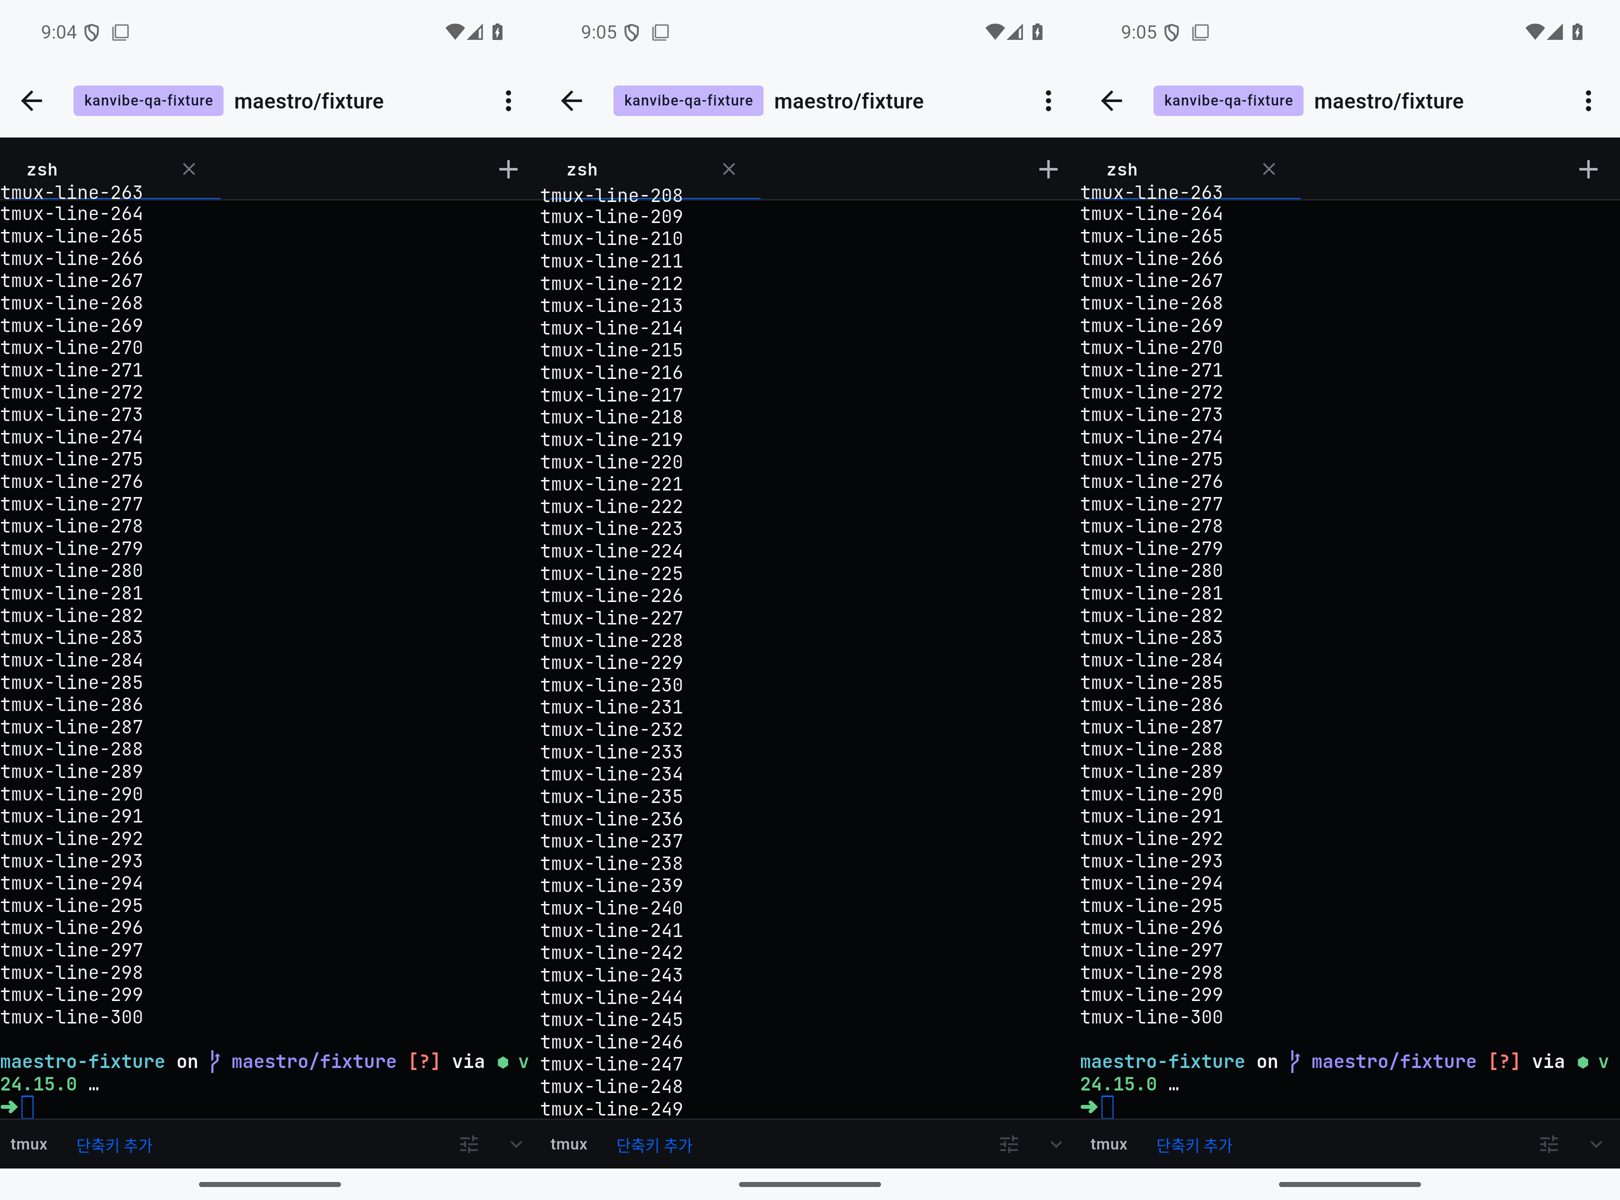 9:04
kanvibe-qa-fixture maestro/fixture
zsh
tmux-line-263
tmux-line-264
tmux-line-265
tmux-line-266
tmux-line-267
tmux-line-268
tmux-line-269
tmux-line-270
tmux-line-271
tmux-line-272
tmux-line-273
tmux-line-274
tmux-line-275
tmux-line-276
tmux-line-277
tmux-line-278
tmux-line-279
tmux-line-280
tmux-line-281
tmux-line-282
tmux-line-283
tmux-line-284
tmux-line-285
tmux-line-286
tmux-line-287
tmux-line-288
tmux-line-289
tmux-line-290
tmux-line-291
tmux-line-292
tmux-line-293
tmux-line-294
tmux-line-295
tmux-line-296
tmux-line-297
tmux-line-298
tmux-line-299
tmux-line-300
maestro-fixture on maestro/fixture [?] via v
24.15.0 …
tmux 단축키 추가
9:05
kanvibe-qa-fixture maestro/fixture
zsh
tmux-line-208
tmux-line-209
tmux-line-210
tmux-line-211
tmux-line-212
tmux-line-213
tmux-line-214
tmux-line-215
tmux-line-216
tmux-line-217
tmux-line-218
tmux-line-219
tmux-line-220
tmux-line-221
tmux-line-222
tmux-line-223
tmux-line-224
tmux-line-225
tmux-line-226
tmux-line-227
tmux-line-228
tmux-line-229
tmux-line-230
tmux-line-231
tmux-line-232
tmux-line-233
tmux-line-234
tmux-line-235
tmux-line-236
tmux-line-237
tmux-line-238
tmux-line-239
tmux-line-240
tmux-line-241
tmux-line-242
tmux-line-243
tmux-line-244
tmux-line-245
tmux-line-246
tmux-line-247
tmux-line-248
tmux-line-249
tmux 단축키 추가
9:05
kanvibe-qa-fixture maestro/fixture
zsh
tmux-line-263
tmux-line-264
tmux-line-265
tmux-line-266
tmux-line-267
tmux-line-268
tmux-line-269
tmux-line-270
tmux-line-271
tmux-line-272
tmux-line-273
tmux-line-274
tmux-line-275
tmux-line-276
tmux-line-277
tmux-line-278
tmux-line-279
tmux-line-280
tmux-line-281
tmux-line-282
tmux-line-283
tmux-line-284
tmux-line-285
tmux-line-286
tmux-line-287
tmux-line-288
tmux-line-289
tmux-line-290
tmux-line-291
tmux-line-292
tmux-line-293
tmux-line-294
tmux-line-295
tmux-line-296
tmux-line-297
tmux-line-298
tmux-line-299
tmux-line-300
maestro-fixture on maestro/fixture [?] via v
24.15.0 …
tmux 단축키 추가